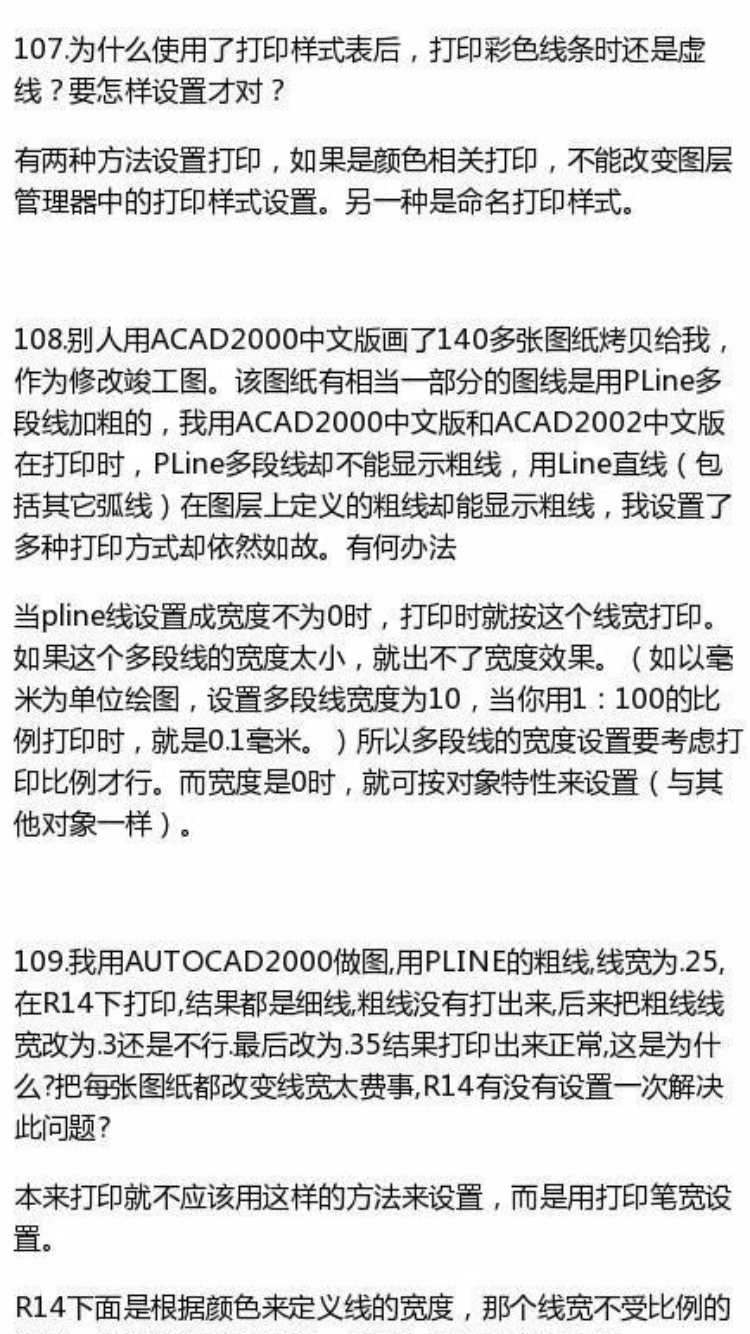 107.为什么使用了打印样式表后，打印彩色线条时还是虚
线？要怎样设置才对？
有两种方法设置打印，如果是颜色相关打印，不能改变图层
管理器中的打印样式设置。另一种是命名打印样式。
108.别人用ACAD2000中文版画了140多张图纸烤贝给我，
作为修改竣工图。该图纸有相当一部分的图线是用PLine多
段线加粗的，我用ACAD2000中文版和ACAD2002中文版
在打印时，PLine多段线却不能显示粗线，用Line直线（包
括其它弧线）在图层上定义的粗线却能显示粗线，我设置了
多种打印方式却依然如故。有何办法
当pline线设置成宽度不为0时，打印时就按这个线宽打印。
如果这个多段线的宽度太小，就出不了宽度效果。（如以毫
米为单位绘图，设置多段线宽度为10，当你用1：100的比
例打印时，就是0.1毫米。）所以多段线的宽度设置要考虑打
印比例才行。而宽度是0时，就可按对象特性来设置（与其
他对象一样）。
109.我用AUTOCAD2000做图,用PLINE的粗线,线宽为.25,
在R14下打印,结果都是细线,粗线没有打出来,后来把粗线线
宽改为.3还是不行.最后改为.35结果打印出来正常,这是为什
么?把每张图纸都改变线宽太费事,R14有没有设置一次解决
此问题?
本来打印就不应该用这样的方法来设置，而是用打印笔宽设
置。
R14下面是根据颜色来定义线的宽度，那个线宽不受比例的